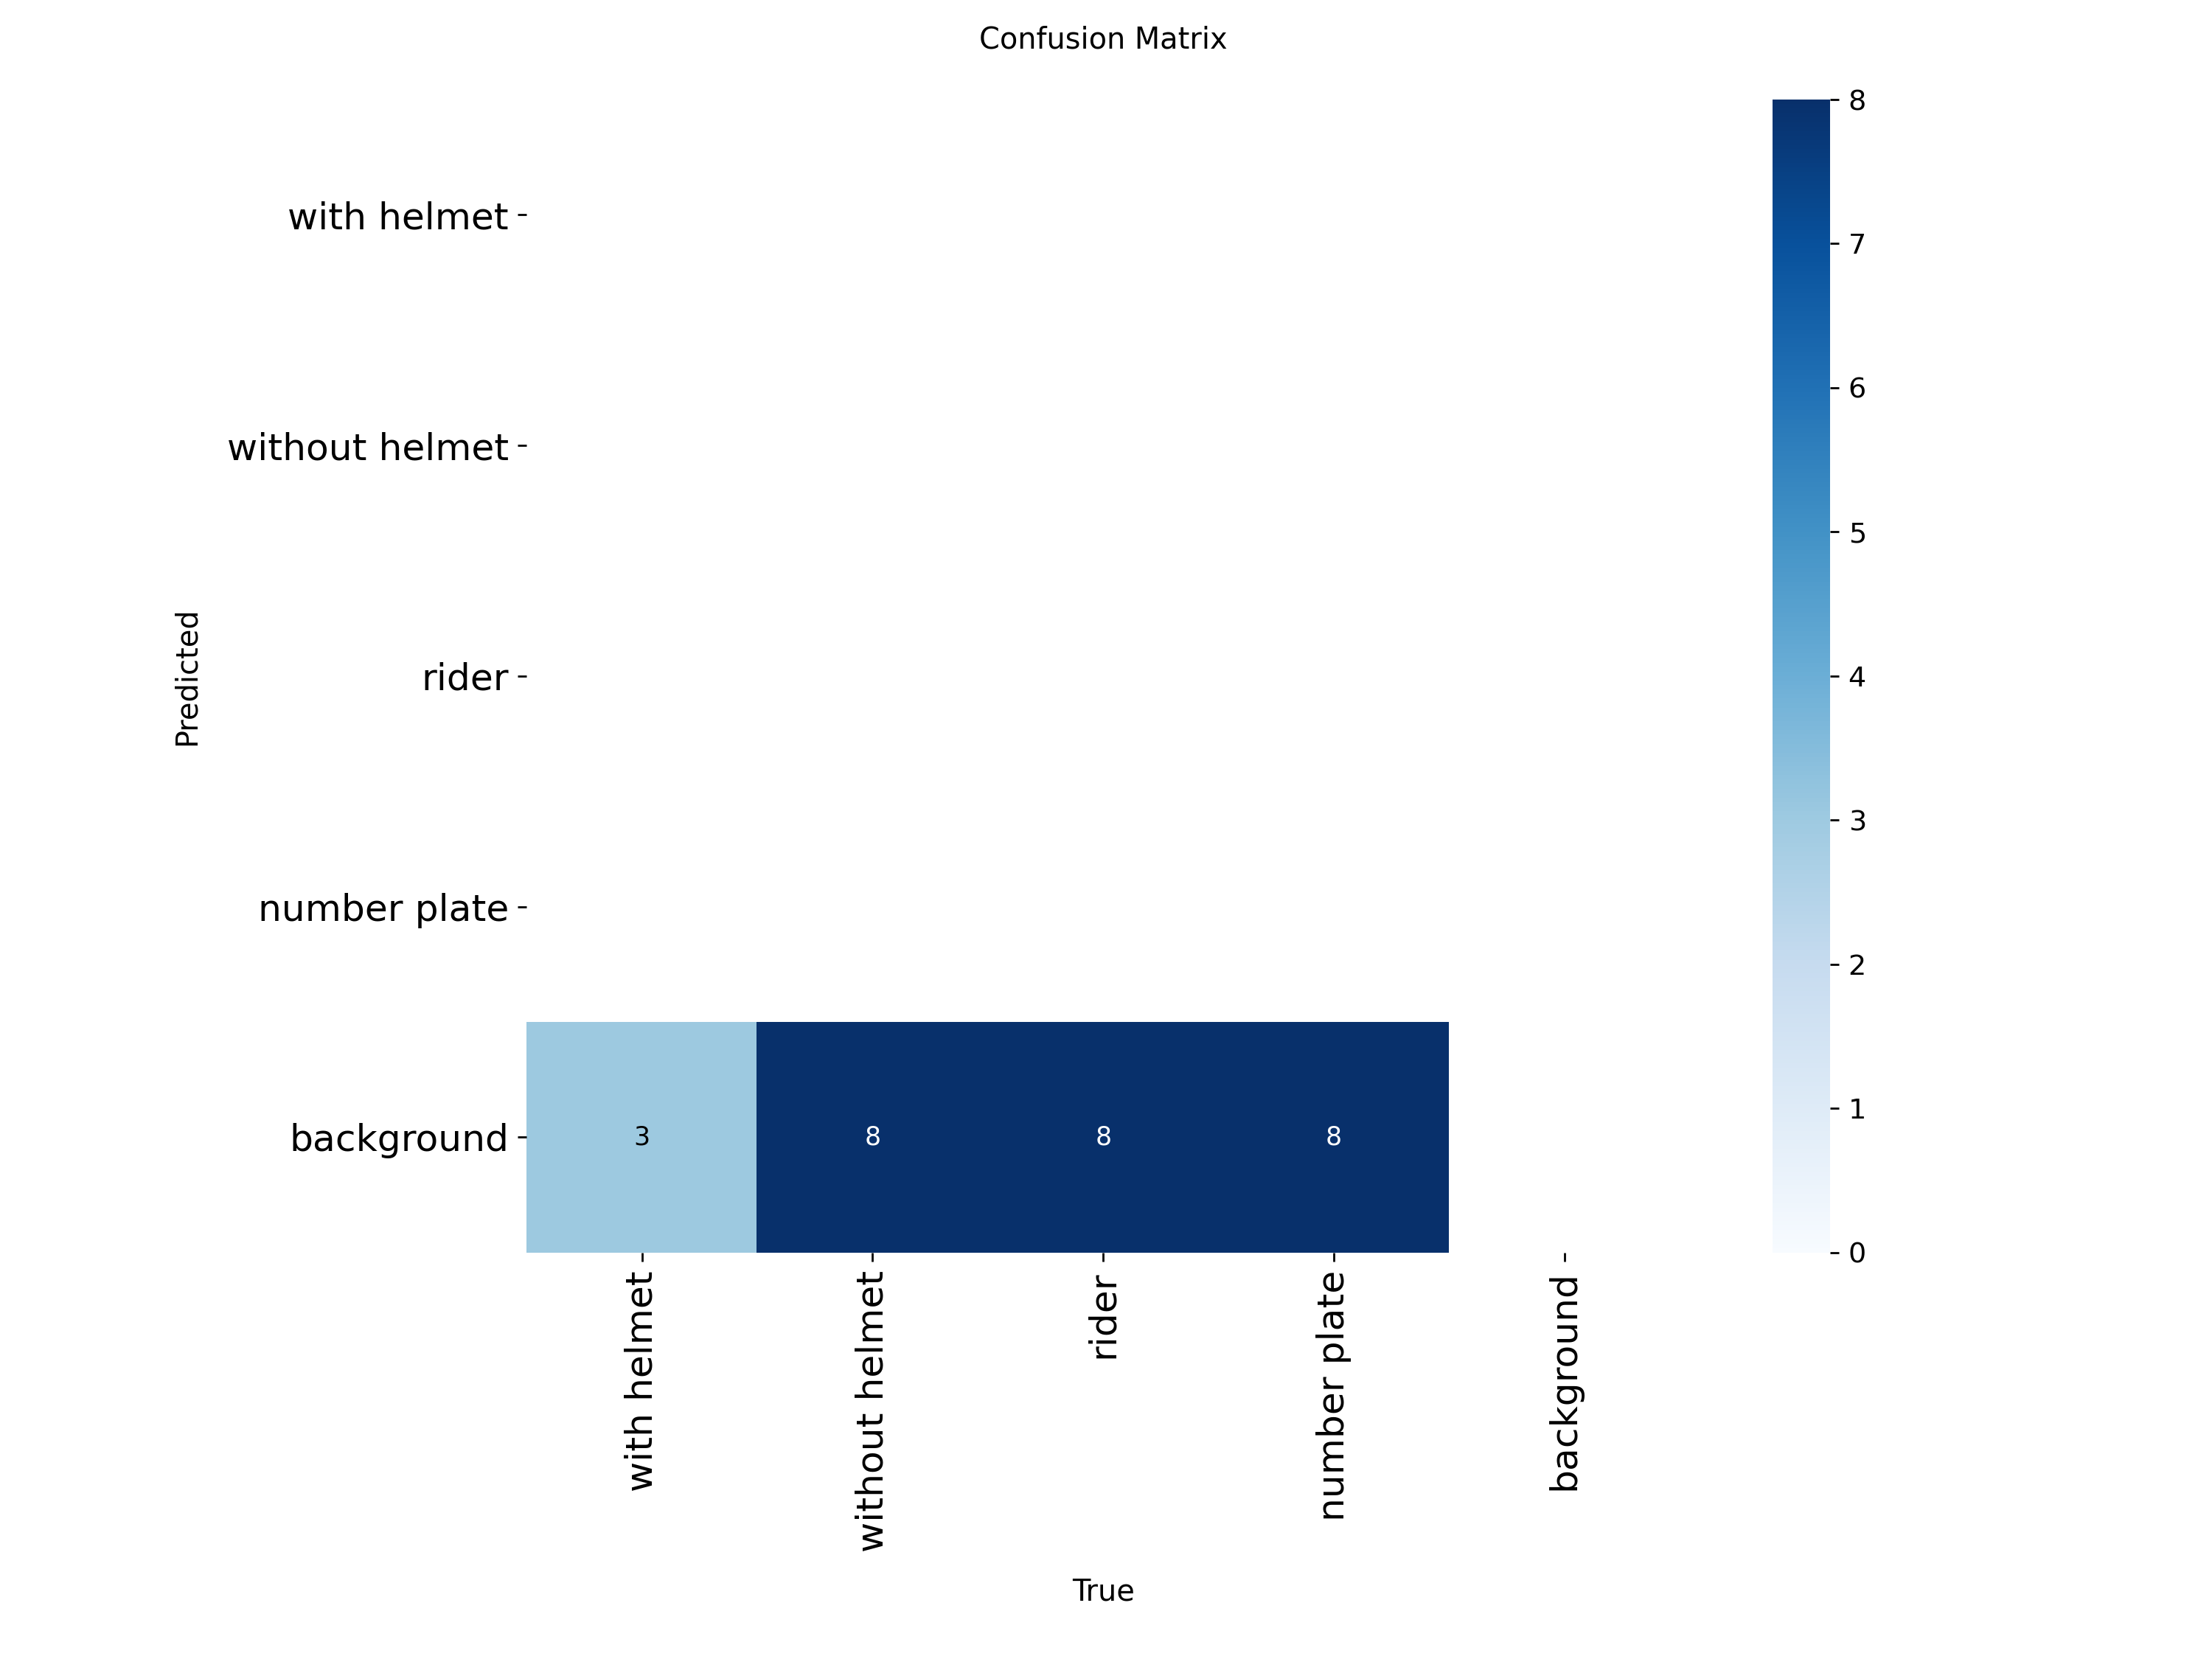 Confusion Matrix
with helmet
without helmet
rider
number plate
background
Predicted
3
8
8
8
with helmet
without helmet
rider
number plate
background
True
8
7
6
5
4
3
2
1
0